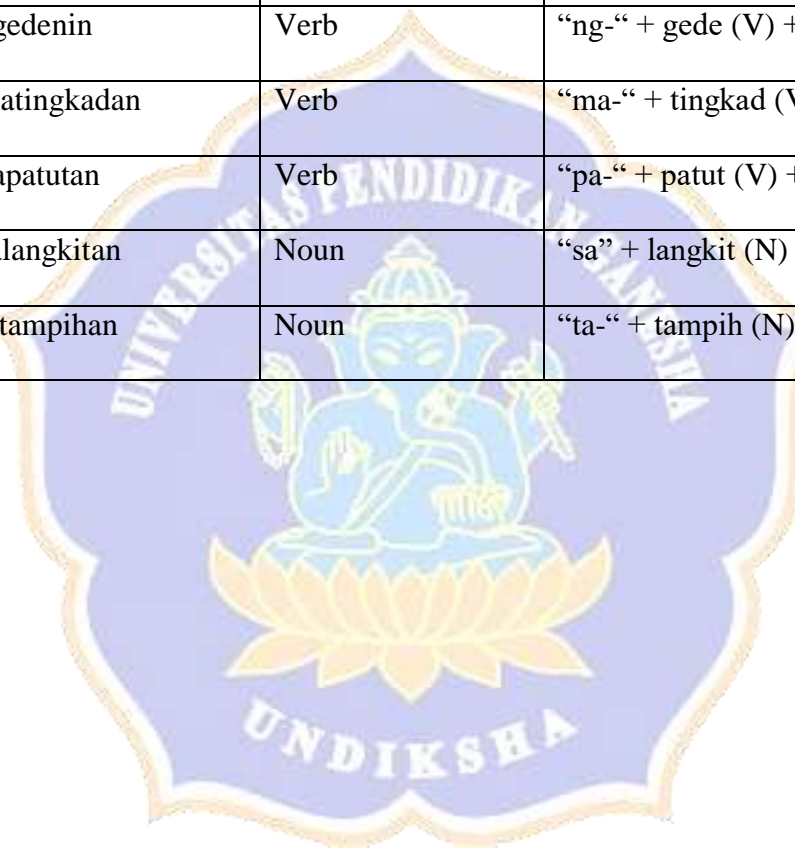 gedenin Verb “ng-“ + gede (V) +
atingkadan Verb “ma-“ + tingkad (V
apatutan Verb “pa-“ + patut (V) +
alangkitan Noun “sa” + langkit (N)
tampihan Noun “ta-“ + tampih (N)
UNIVERSITAS PENDIDIKAN GANESHA
UNDIKSHA